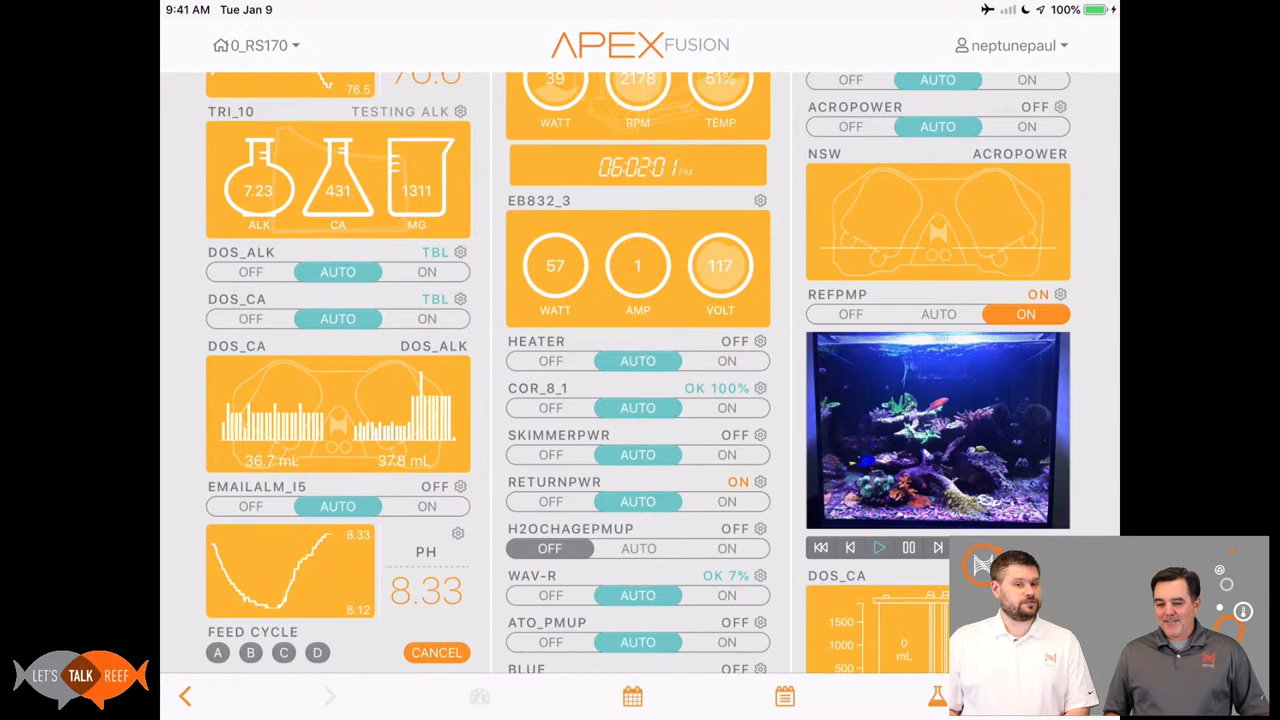 9:41 AM Tue Jan 9
100%
0_RS170
APEX FUSION
neptunepaul
76.5
TRI_10 TESTING ALK
7.23 431 1311
ALK CA MG
DOS_ALK TBL
OFF AUTO ON
DOS_CA TBL
OFF AUTO ON
DOS_CA DOS_ALK
36.7 mL 37.8 mL
EMAILALM_I5 OFF
OFF AUTO ON
8.33
8.12
PH
8.33
FEED CYCLE
A B C D CANCEL
39 2178 51%
WATT RPM TEMP
06:02:01 PM
EB832_3
57 1 117
WATT AMP VOLT
HEATER OFF
OFF AUTO ON
COR_8_1 OK 100%
OFF AUTO ON
SKIMMERPWR OFF
OFF AUTO ON
RETURNPWR ON
OFF AUTO ON
H2OCHAGEPMUP OFF
OFF AUTO ON
WAV-R OK 7%
OFF AUTO ON
ATO_PMUP OFF
OFF AUTO ON
BLUE OFF
OFF AUTO ON
ACROPOWER OFF
OFF AUTO ON
NSW ACROPOWER
REFPMP ON
OFF AUTO ON
DOS_CA
1500
1000
500
0
mL
LET'S TALK REEF